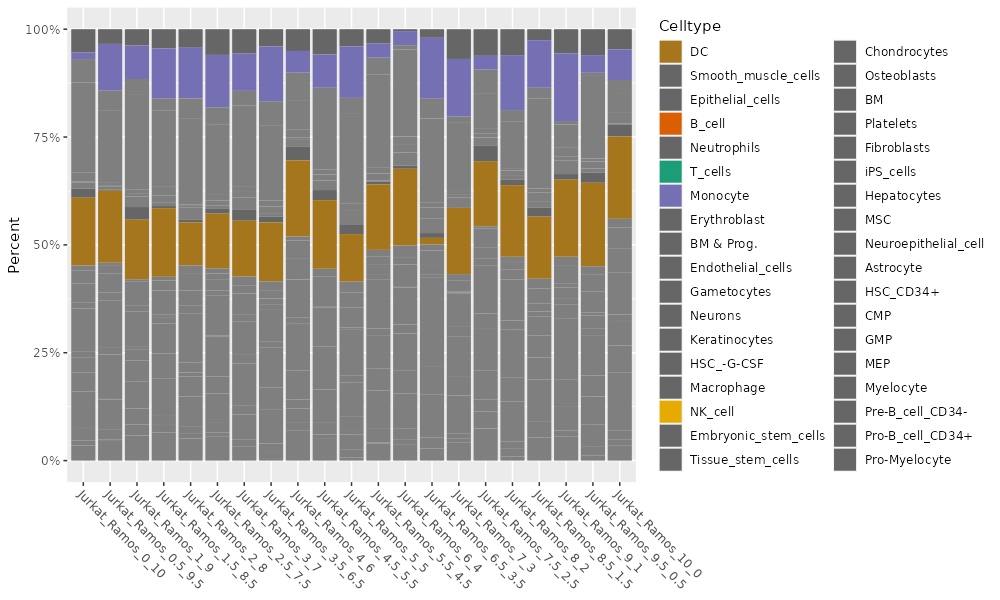 Percent
100%
75%
50%
25%
0%
Jurkat_Ramos_0_10
Jurkat_Ramos_0.5_9.5
Jurkat_Ramos_1_9
Jurkat_Ramos_1.5_8.5
Jurkat_Ramos_2_8
Jurkat_Ramos_2.5_7.5
Jurkat_Ramos_3_7
Jurkat_Ramos_3.5_6.5
Jurkat_Ramos_4_6
Jurkat_Ramos_4.5_5.5
Jurkat_Ramos_5_5
Jurkat_Ramos_5.5_4.5
Jurkat_Ramos_6_4
Jurkat_Ramos_6.5_3.5
Jurkat_Ramos_7_3
Jurkat_Ramos_7.5_2.5
Jurkat_Ramos_8_2
Jurkat_Ramos_8.5_1.5
Jurkat_Ramos_9_1
Jurkat_Ramos_9.5_0.5
Jurkat_Ramos_10_0
Celltype
DC
Smooth_muscle_cells
Epithelial_cells
B_cell
Neutrophils
T_cells
Monocyte
Erythroblast
BM & Prog.
Endothelial_cells
Gametocytes
Neurons
Keratinocytes
HSC_-G-CSF
Macrophage
NK_cell
Embryonic_stem_cells
Tissue_stem_cells
Chondrocytes
Osteoblasts
BM
Platelets
Fibroblasts
iPS_cells
Hepatocytes
MSC
Neuroepithelial_cell
Astrocyte
HSC_CD34+
CMP
GMP
MEP
Myelocyte
Pre-B_cell_CD34-
Pro-B_cell_CD34+
Pro-Myelocyte